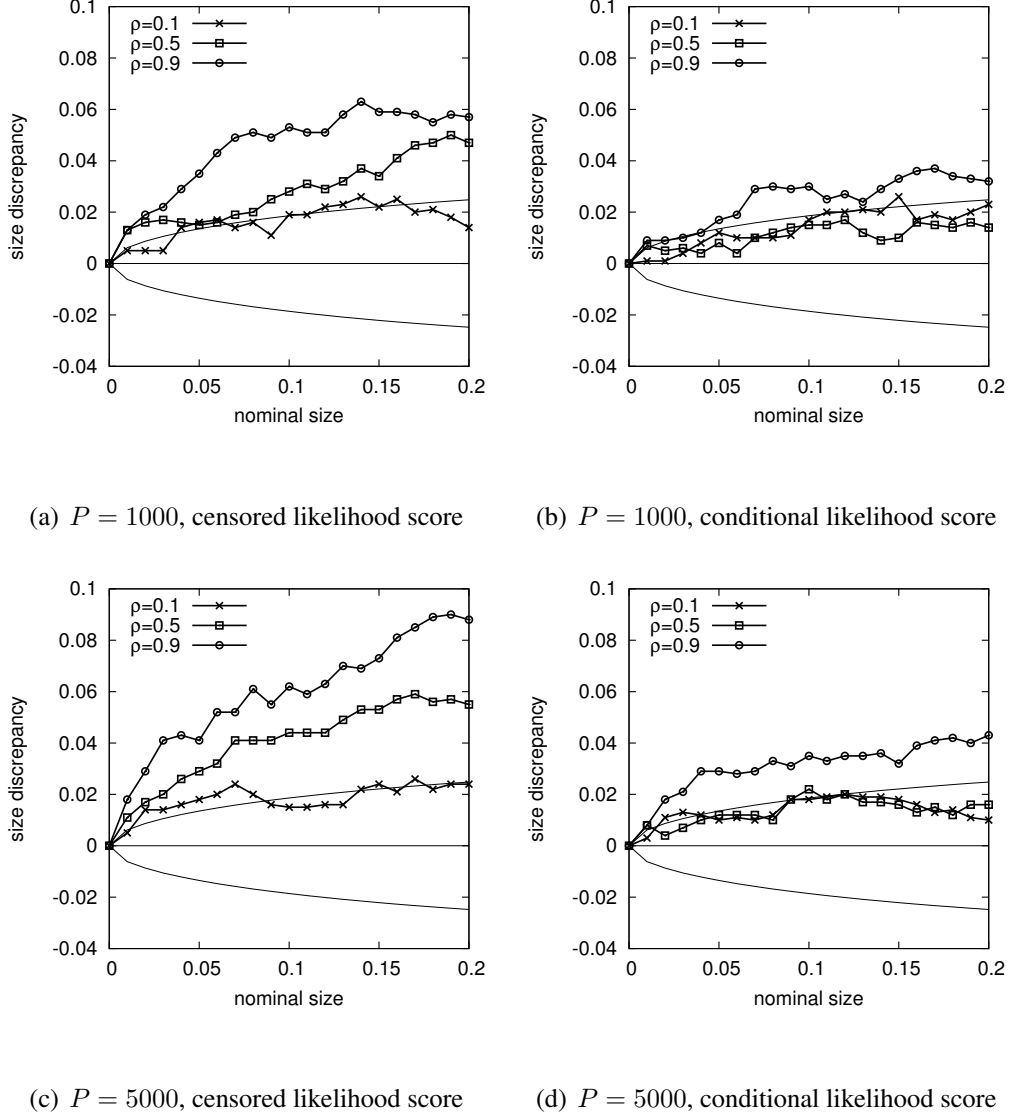 0.1
0.08
0.06
0.04
0.02
0
-0.02
-0.04
size discrepancy
ρ=0.1
ρ=0.5
ρ=0.9
0 0.05 0.1 0.15 0.2
nominal size
(a) P = 1000, censored likelihood score
0.1
0.08
0.06
0.04
0.02
0
-0.02
-0.04
size discrepancy
ρ=0.1
ρ=0.5
ρ=0.9
0 0.05 0.1 0.15 0.2
nominal size
(b) P = 1000, conditional likelihood score
0.1
0.08
0.06
0.04
0.02
0
-0.02
-0.04
size discrepancy
ρ=0.1
ρ=0.5
ρ=0.9
0 0.05 0.1 0.15 0.2
nominal size
(c) P = 5000, censored likelihood score
0.1
0.08
0.06
0.04
0.02
0
-0.02
-0.04
size discrepancy
ρ=0.1
ρ=0.5
ρ=0.9
0 0.05 0.1 0.15 0.2
nominal size
(d) P = 5000, conditional likelihood score